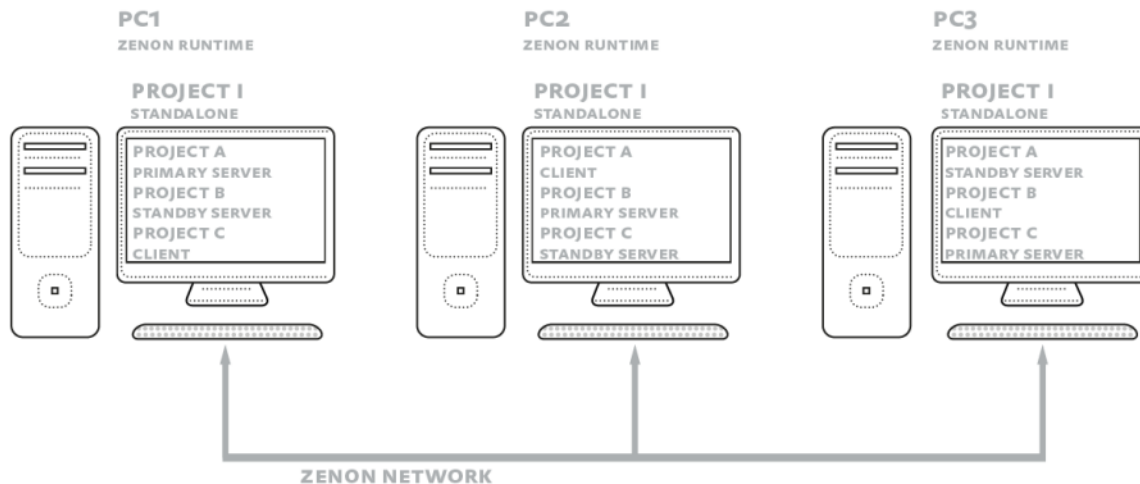 PC1
ZENON RUNTIME
PROJECT I
STANDALONE
PROJECT A
PRIMARY SERVER
PROJECT B
STANDBY SERVER
PROJECT C
CLIENT
PC2
ZENON RUNTIME
PROJECT I
STANDALONE
PROJECT A
CLIENT
PROJECT B
PRIMARY SERVER
PROJECT C
STANDBY SERVER
PC3
ZENON RUNTIME
PROJECT I
STANDALONE
PROJECT A
STANDBY SERVER
PROJECT B
CLIENT
PROJECT C
PRIMARY SERVER
ZENON NETWORK